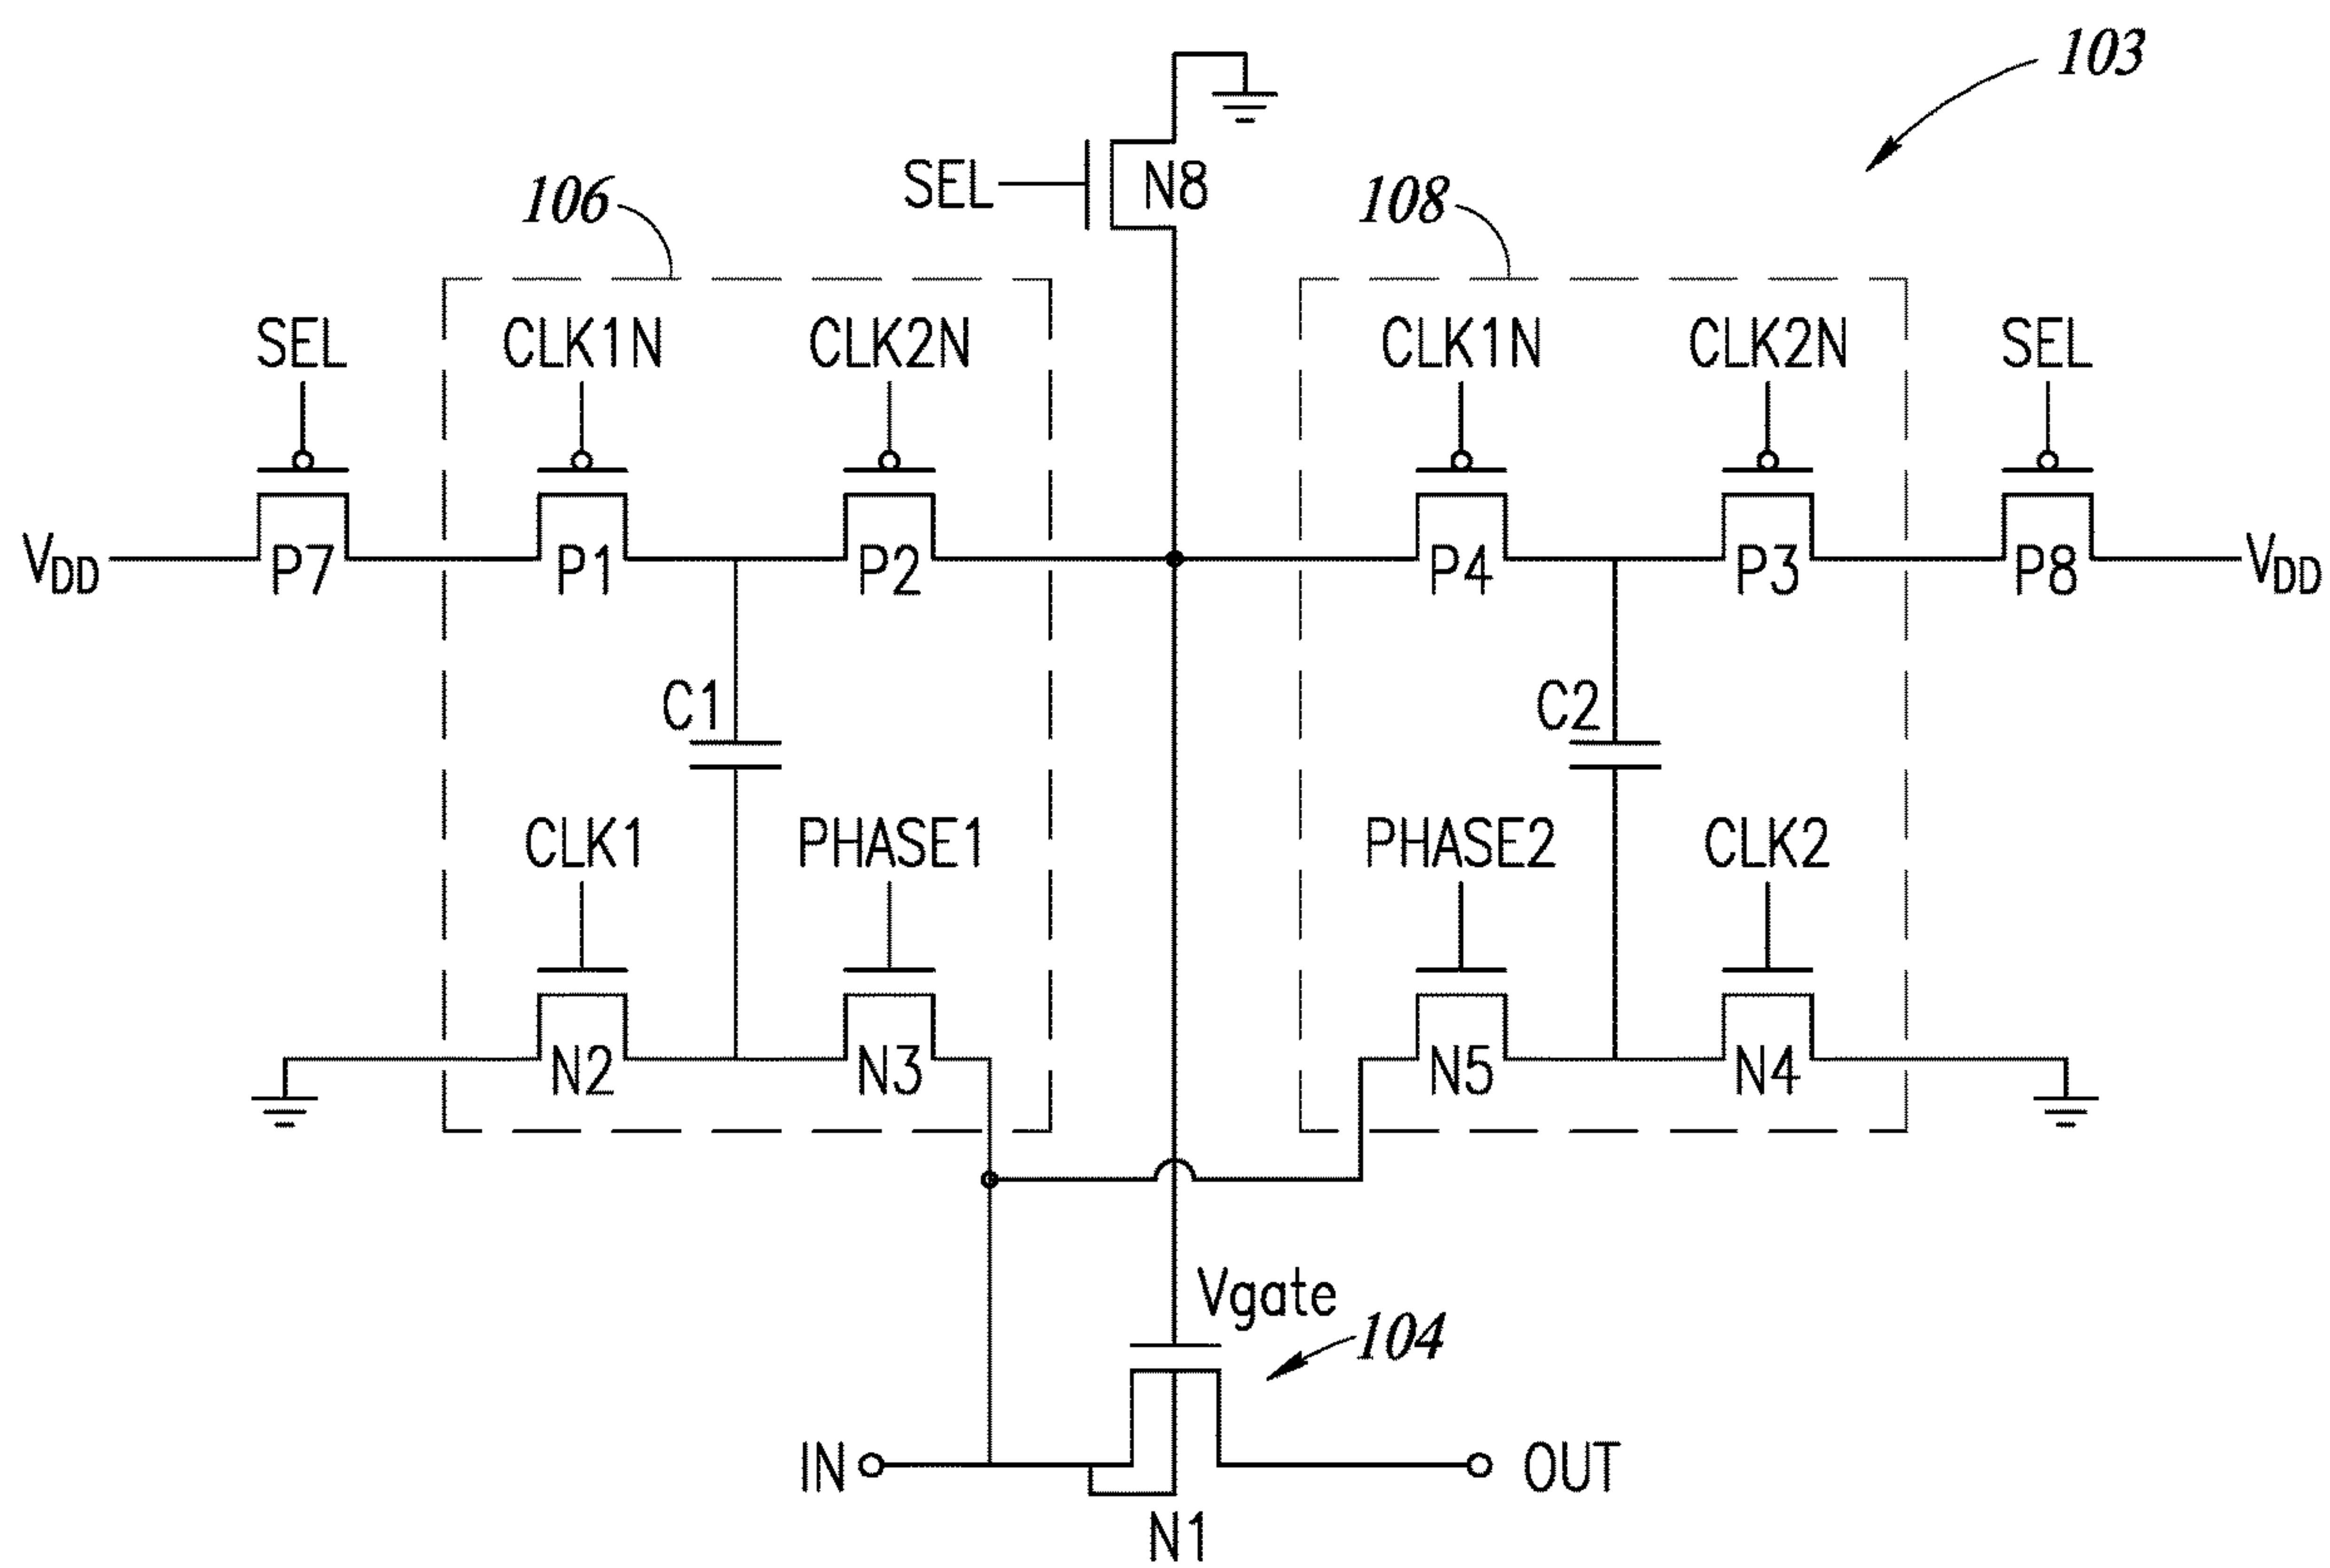 103
SEL
N8
106
108
SEL
CLK1N
CLK2N
CLK1N
CLK2N
SEL
VDD
P7
P1
P2
P4
P3
P8
VDD
C1
C2
CLK1
PHASE1
PHASE2
CLK2
N2
N3
N5
N4
Vgate
104
IN
OUT
N1